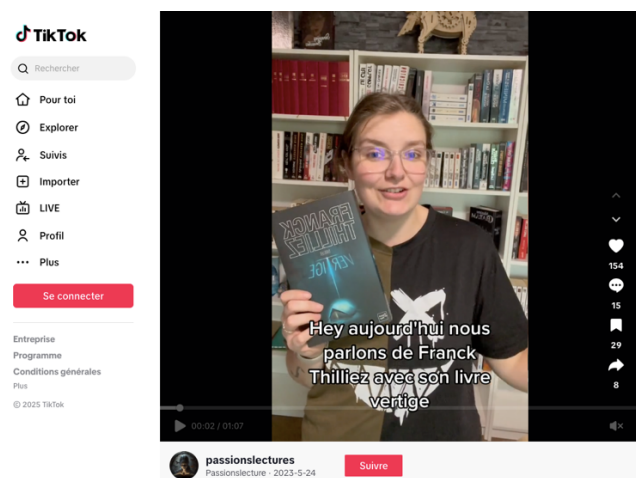 TikTok
Rechercher
Pour toi
Explorer
Suivis
Importer
LIVE
Profil
Plus
Se connecter
Entreprise
Programme
Conditions générales
Plus
© 2025 TikTok
FRANCK
THILLIEZ
VERTIGE
Hey aujourd'hui nous
parlons de Franck
Thilliez avec son livre
vertige
154
15
29
8
00:02 / 01:07
passionslectures
Passionslecture · 2023-5-24
Suivre